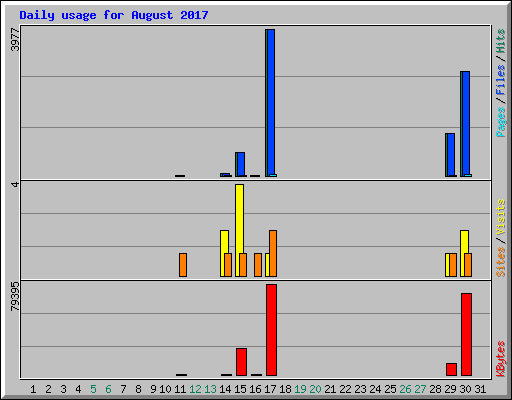 Daily usage for August 2017
3977
Pages / Files / Hits
4
Sites / Visits
79395
KBytes
1 2 3 4 5 6 7 8 9 10 11 12 13 14 15 16 17 18 19 20 21 22 23 24 25 26 27 28 29 30 31